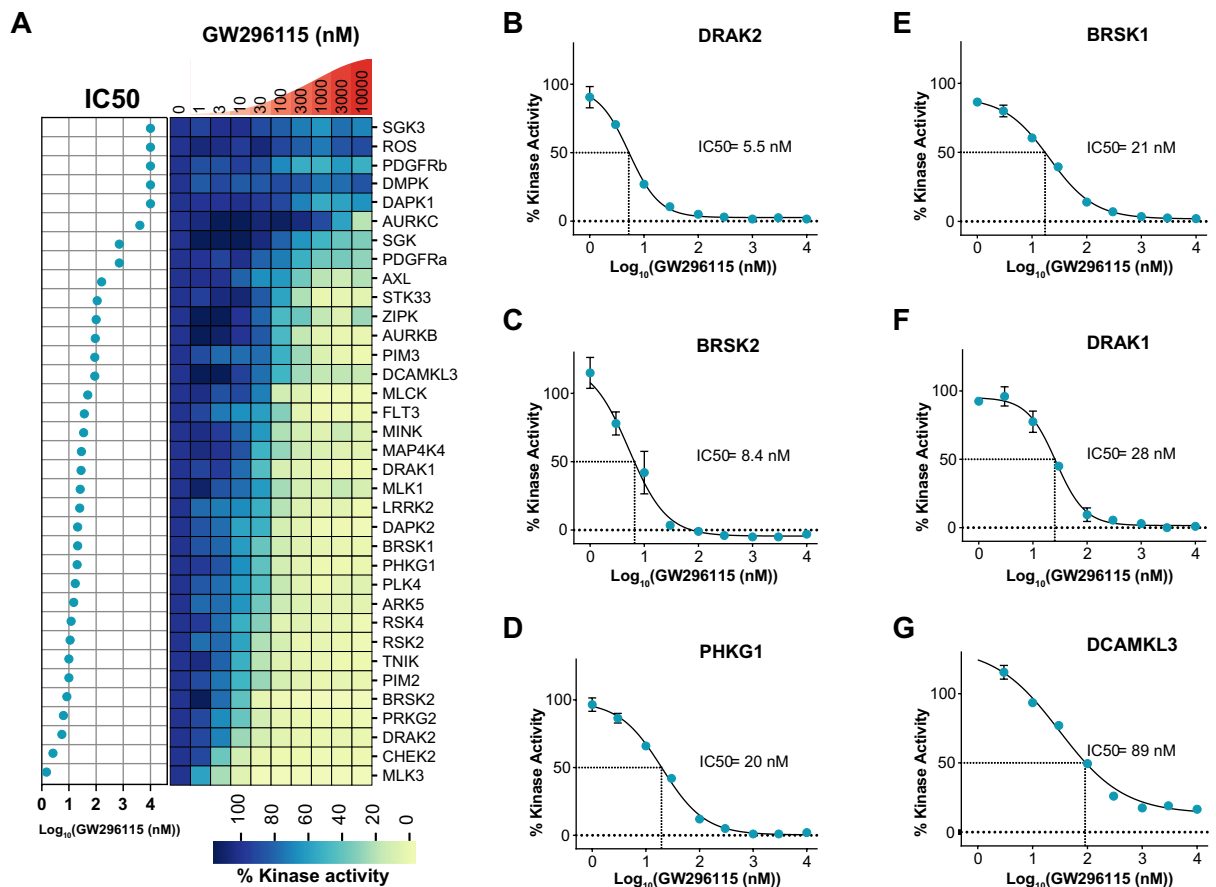 A
GW296115 (nM)
IC50
0
1
3
10
30
100
300
1000
3000
10000
SGK3
ROS
PDGFRb
DMPK
DAPK1
AURKC
SGK
PDGFRa
AXL
STK33
ZIPK
AURKB
PIM3
DCAMKL3
MLCK
FLT3
MINK
MAP4K4
DRAK1
MLK1
LRRK2
DAPK2
BRSK1
PHKG1
PLK4
ARK5
RSK4
RSK2
TNIK
PIM2
BRSK2
PRKG2
DRAK2
CHEK2
MLK3
0 1 2 3 4
Log10(GW296115 (nM))
100 80 60 40 20 0
% Kinase activity
B
DRAK2
% Kinase Activity
100
50
0
IC50= 5.5 nM
0 1 2 3 4
Log10(GW296115 (nM))
C
BRSK2
% Kinase Activity
100
50
0
IC50= 8.4 nM
0 1 2 3 4
Log10(GW296115 (nM))
D
PHKG1
% Kinase Activity
100
50
0
IC50= 20 nM
0 1 2 3 4
Log10(GW296115 (nM))
E
BRSK1
% Kinase Activity
100
50
0
IC50= 21 nM
0 1 2 3 4
Log10(GW296115 (nM))
F
DRAK1
% Kinase Activity
100
50
0
IC50= 28 nM
0 1 2 3 4
Log10(GW296115 (nM))
G
DCAMKL3
% Kinase Activity
100
50
0
IC50= 89 nM
0 1 2 3 4
Log10(GW296115 (nM))